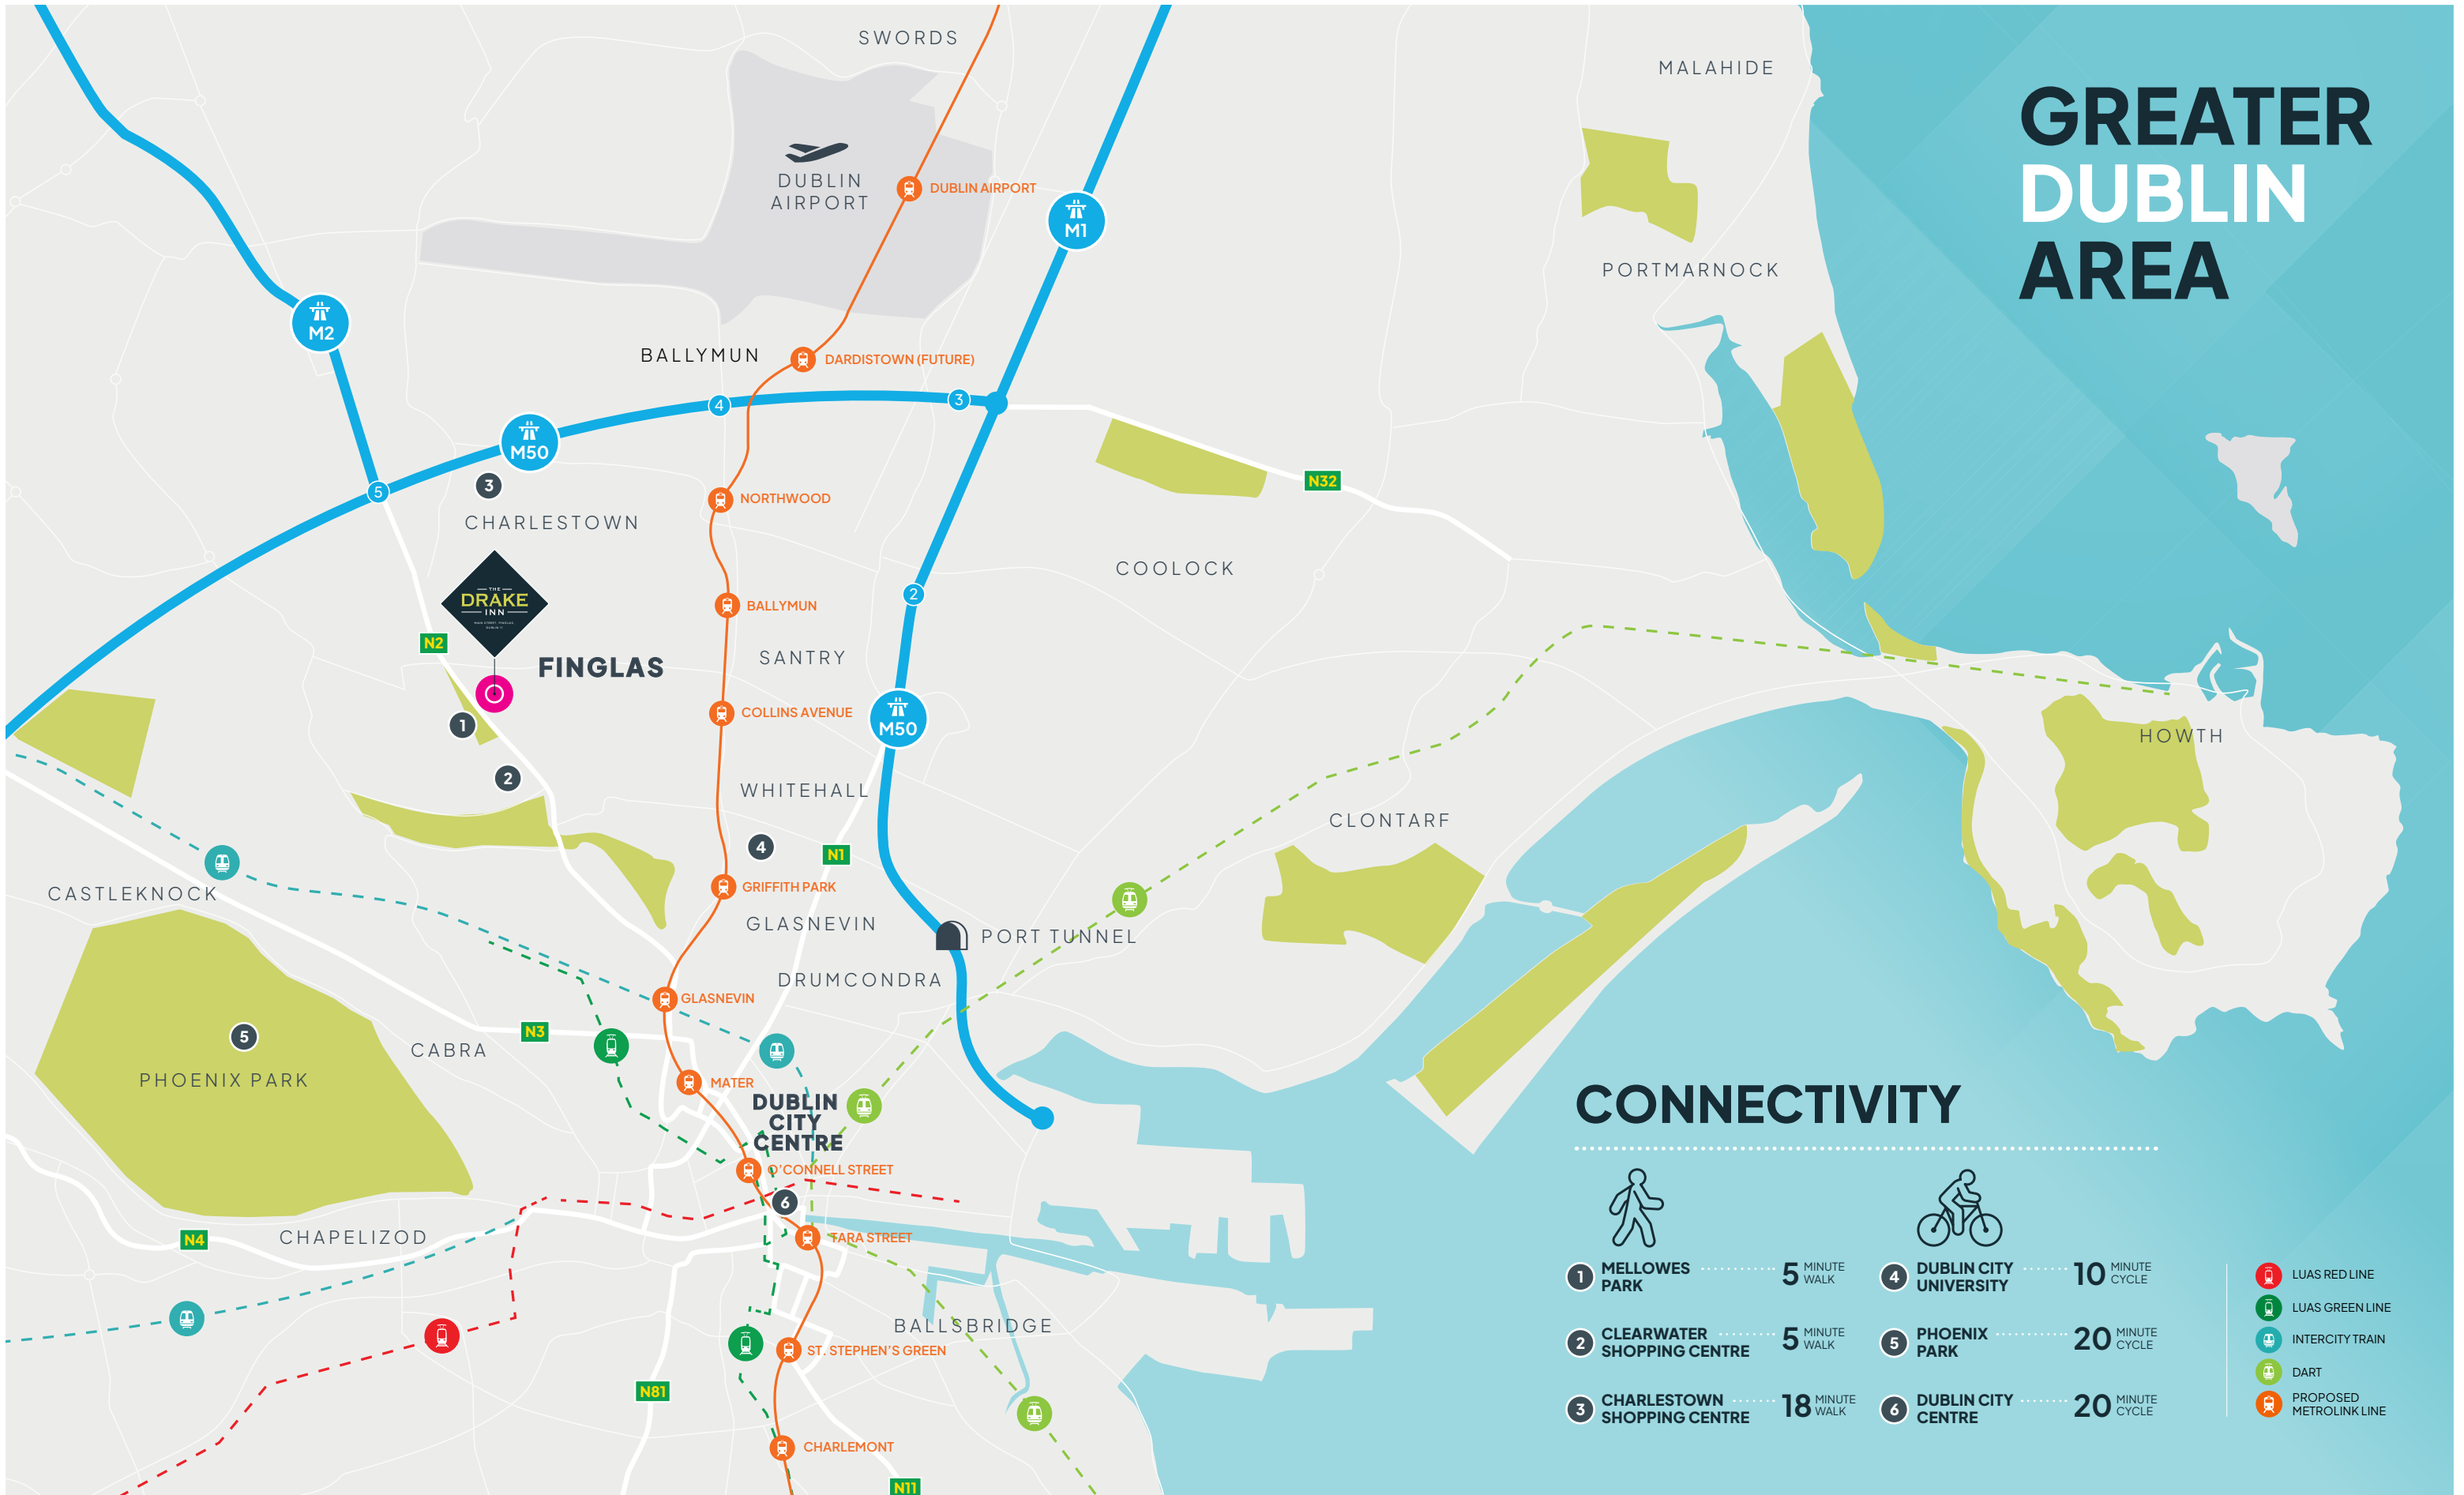 GREATER
DUBLIN
AREA
SWORDS
MALAHIDE
DUBLIN
AIRPORT
DUBLIN AIRPORT
M1
PORTMARNOCK
M2
BALLYMUN
DARDISTOWN (FUTURE)
4
3
M50
5
3
N32
NORTHWOOD
CHARLESTOWN
COOLOCK
2
THE
DRAKE
INN
MAIN STREET, FINGLAS
DUBLIN 11
BALLYMUN
N2
FINGLAS
SANTRY
1
COLLINS AVENUE
M50
HOWTH
2
WHITEHALL
CLONTARF
4
N1
CASTLEKNOCK
GRIFFITH PARK
GLASNEVIN
PORT TUNNEL
DRUMCONDRA
GLASNEVIN
N3
5
CABRA
PHOENIX PARK
MATER
DUBLIN
CITY
CENTRE
O'CONNELL STREET
6
N4
CHAPELIZOD
TARA STREET
BALLSBRIDGE
ST. STEPHEN'S GREEN
N81
CHARLEMONT
N11
CONNECTIVITY
1 MELLOWES
PARK
5 MINUTE
WALK
2 CLEARWATER
SHOPPING CENTRE
5 MINUTE
WALK
3 CHARLESTOWN
SHOPPING CENTRE
18 MINUTE
WALK
4 DUBLIN CITY
UNIVERSITY
10 MINUTE
CYCLE
5 PHOENIX
PARK
20 MINUTE
CYCLE
6 DUBLIN CITY
CENTRE
20 MINUTE
CYCLE
LUAS RED LINE
LUAS GREEN LINE
INTERCITY TRAIN
DART
PROPOSED
METROLINK LINE